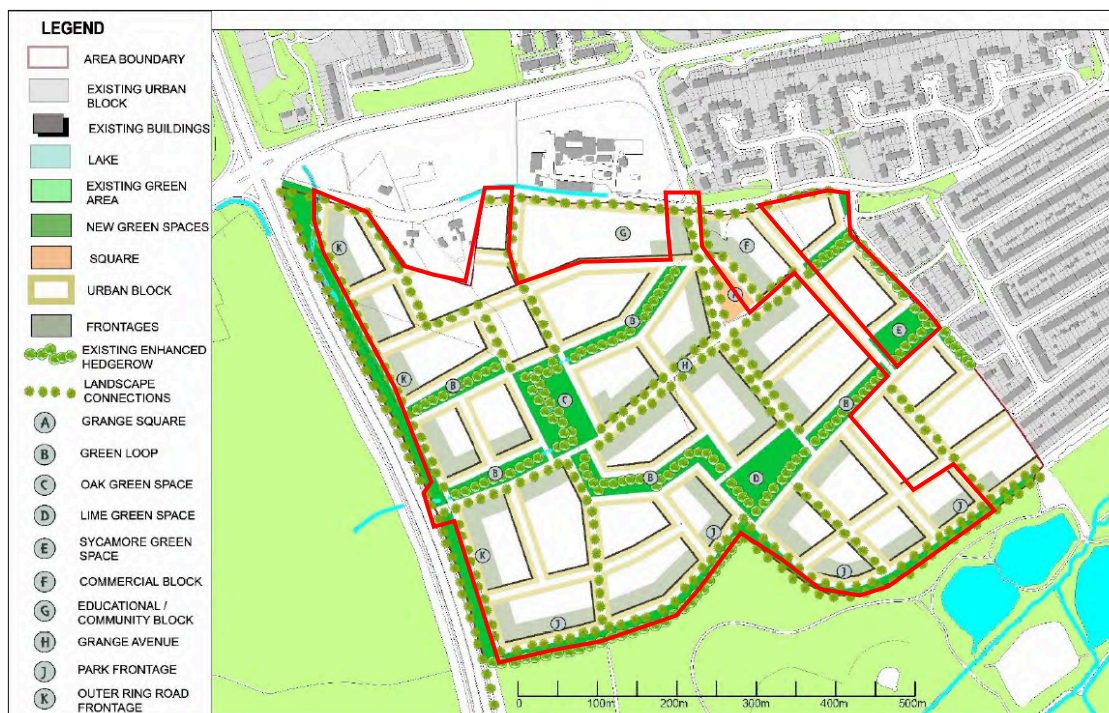 LEGEND
AREA BOUNDARY
EXISTING URBAN
BLOCK
EXISTING BUILDINGS
LAKE
EXISTING GREEN
AREA
NEW GREEN SPACES
SQUARE
URBAN BLOCK
FRONTAGES
EXISTING ENHANCED
HEDGEROW
LANDSCAPE
CONNECTIONS
A GRANGE SQUARE
B GREEN LOOP
C OAK GREEN SPACE
D LIME GREEN SPACE
E SYCAMORE GREEN
SPACE
F COMMERCIAL BLOCK
G EDUCATIONAL /
COMMUNITY BLOCK
H GRANGE AVENUE
J PARK FRONTAGE
K OUTER RING ROAD
FRONTAGE
K
G
F
A
B
E
H
K
B
C
B
B
B
D
K
J
J
J
J
0 100m 200m 300m 400m 500m